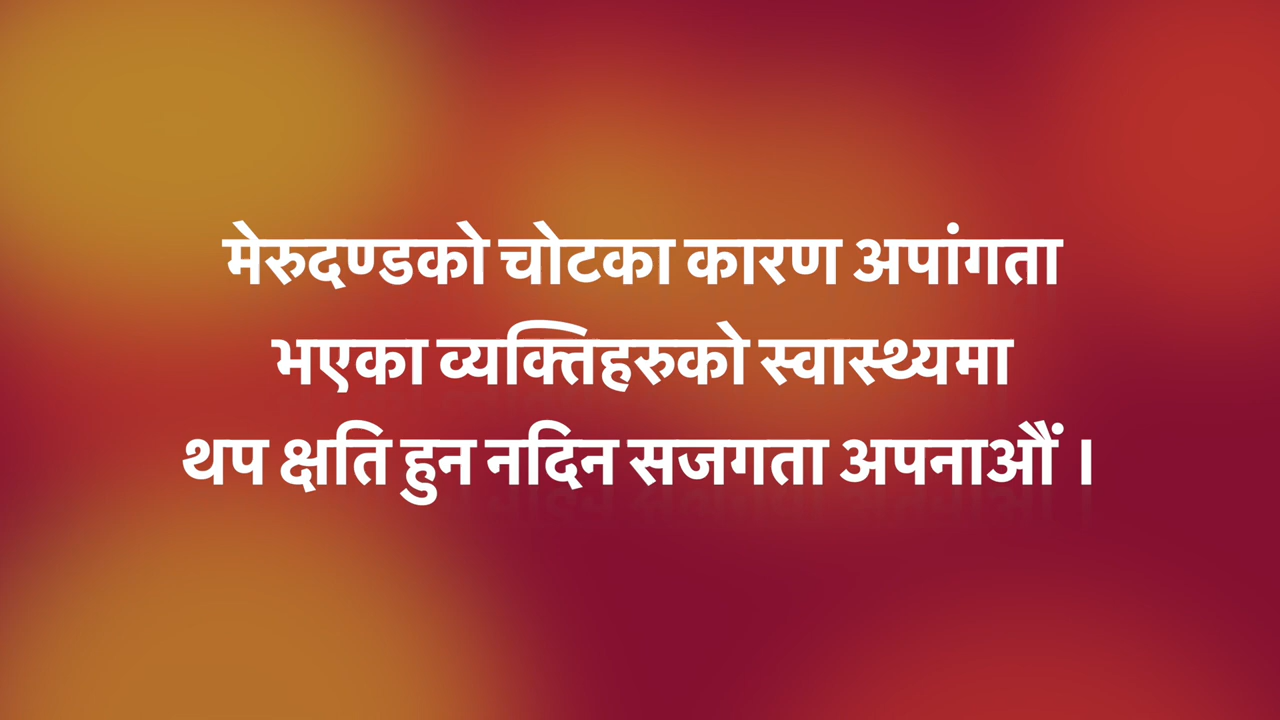 मेरुदण्डको चोटका कारण अपांगता
भएका व्यक्तिहरुको स्वास्थ्यमा
थप क्षति हुन नदिन सजगता अपनाऔं ।